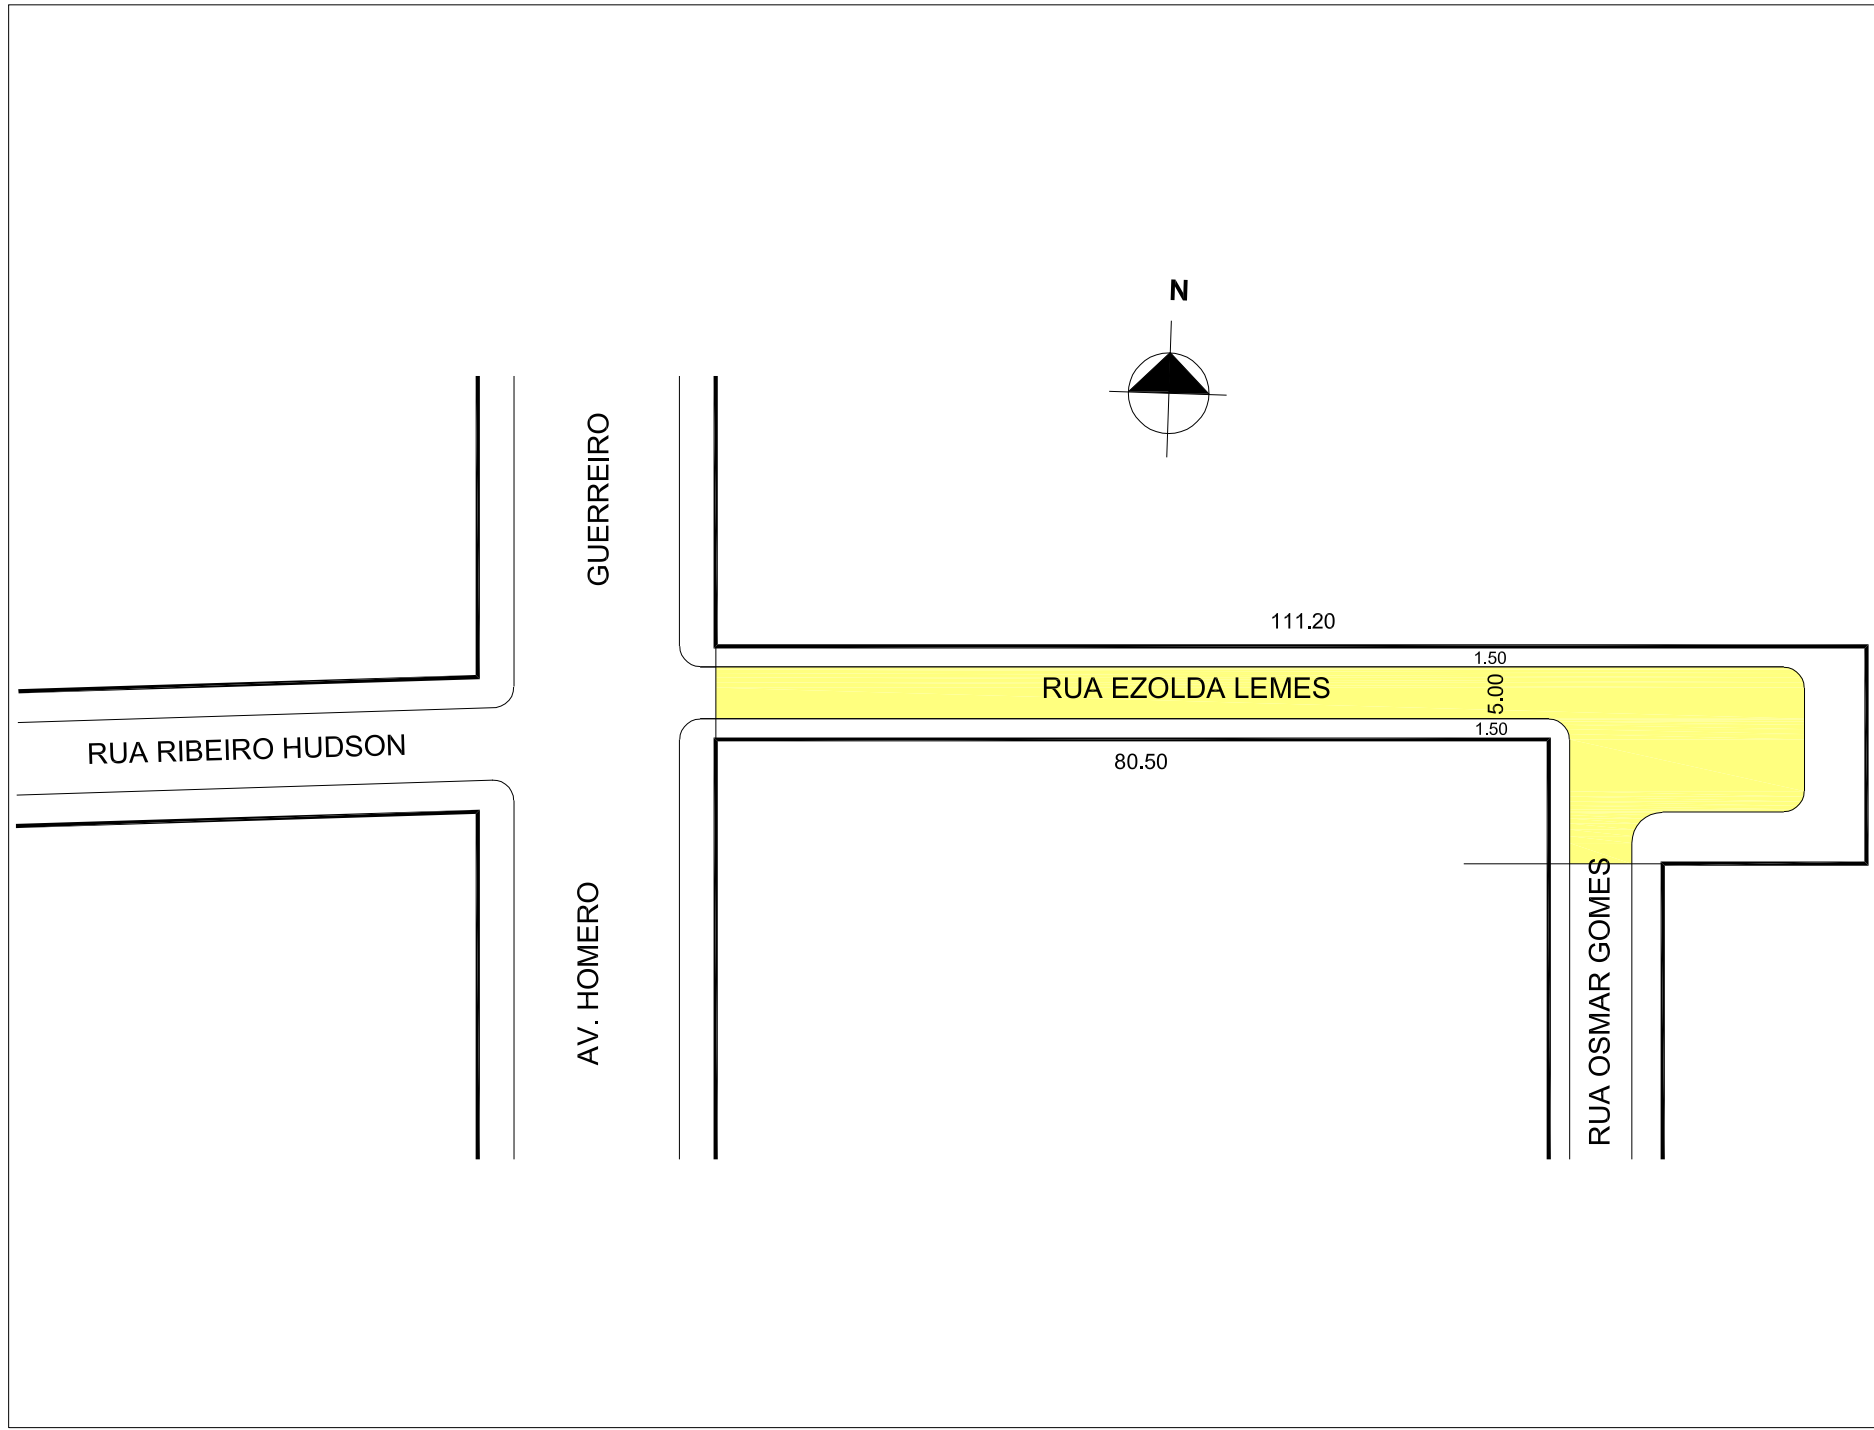 N
GUERREIRO
111.20
1.50
RUA EZOLDA LEMES
5.00
1.50
RUA RIBEIRO HUDSON
80.50
AV. HOMERO
RUA OSMAR GOMES